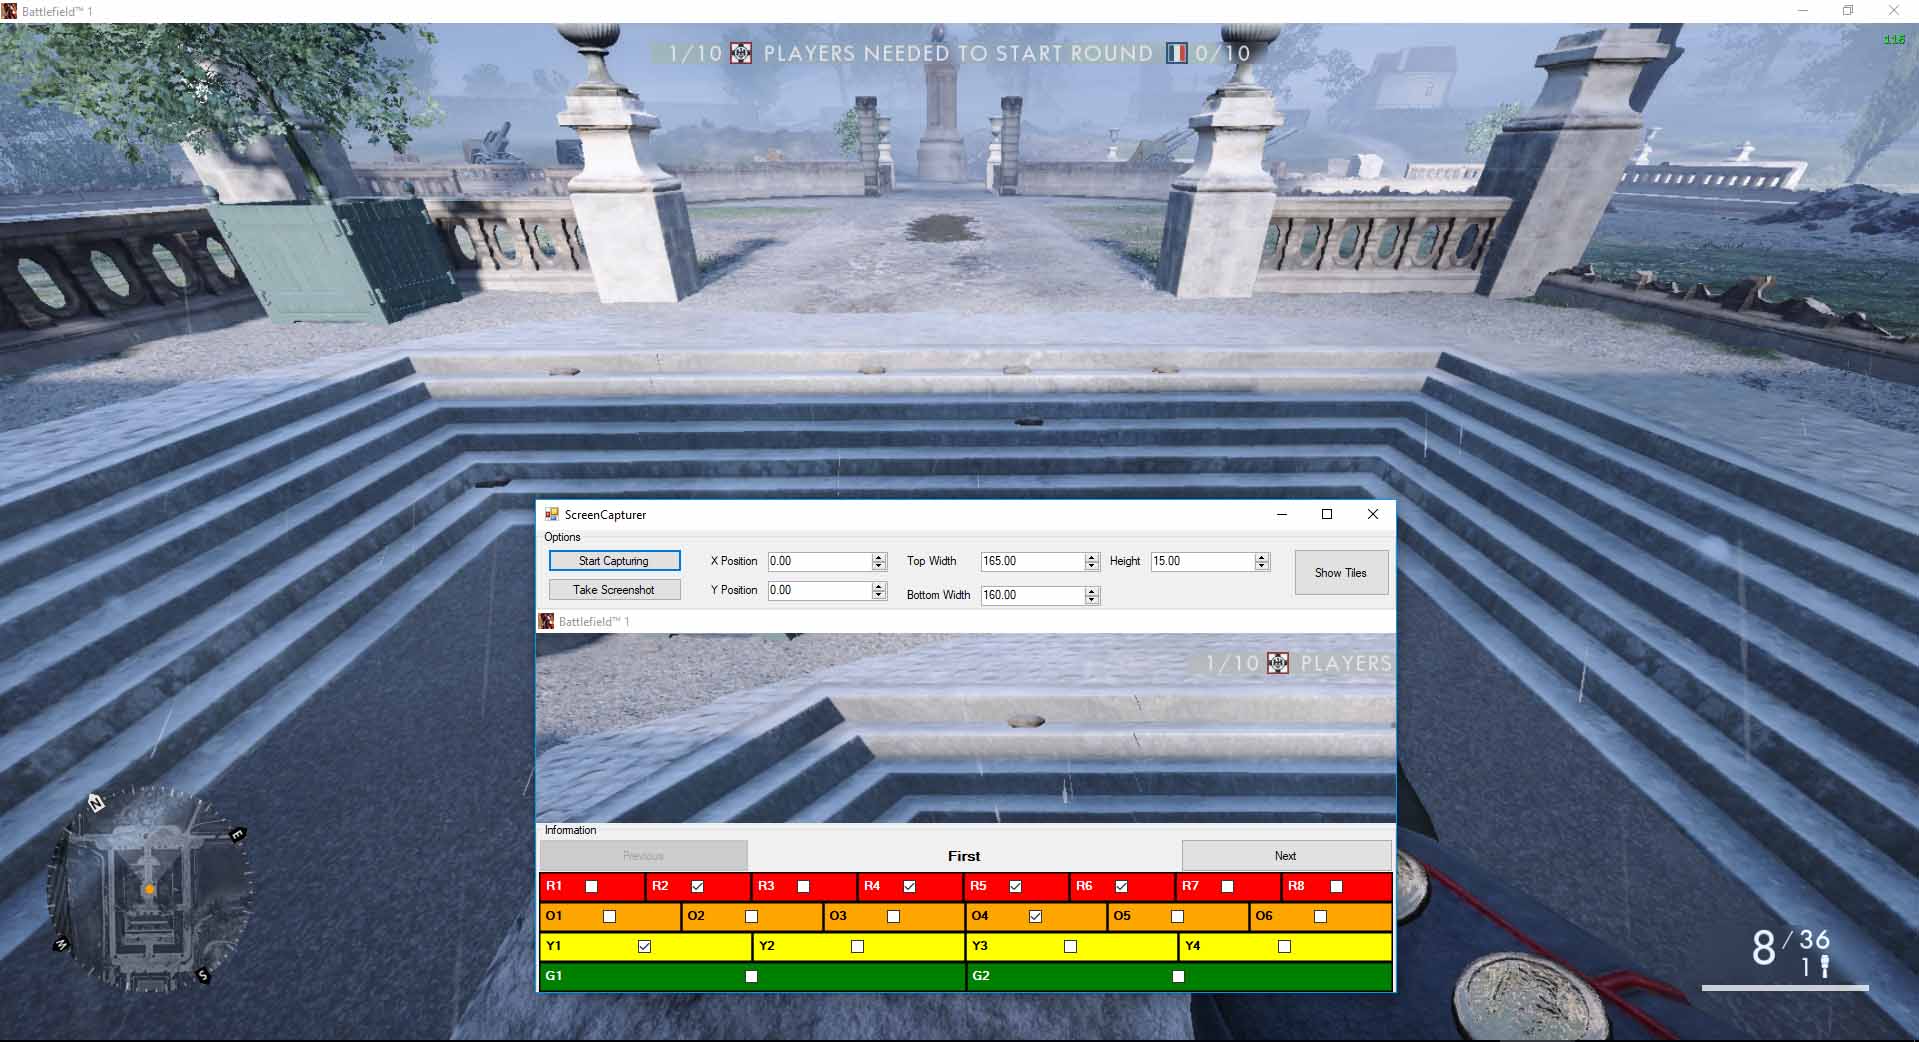 Battlefield™ 1
115
1/10 PLAYERS NEEDED TO START ROUND 0/10
ScreenCapturer
Options
Start Capturing X Position 0.00 Top Width 165.00 Height 15.00 Show Tiles
Take Screenshot Y Position 0.00 Bottom Width 160.00
Battlefield™ 1
1/10 PLAYERS
Information
Previous First Next
R1 R2 R3 R4 R5 R6 R7 R8
O1 O2 O3 O4 O5 O6
Y1 Y2 Y3 Y4
G1 G2
N
E
W
S
8/36
1